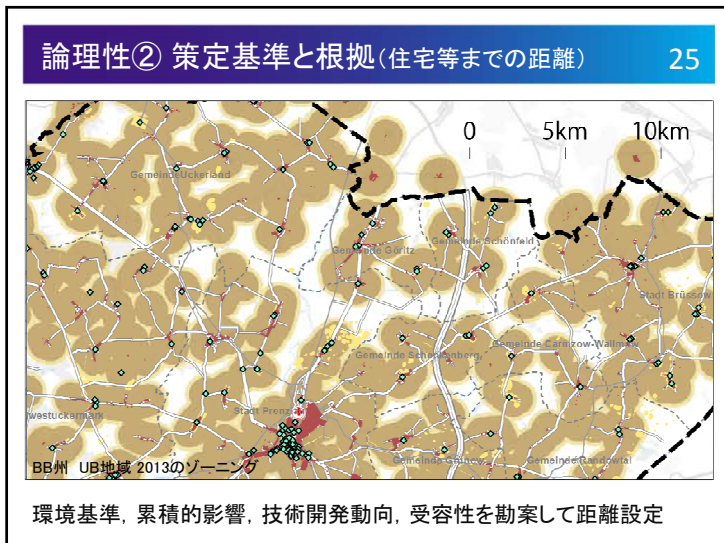 論理性② 策定基準と根拠(住宅等までの距離) 25
0 5km 10km
Gemeinde Uckerland
Gemeinde Schönfeld
Gemeinde Göritz
Stadt Brüssow
Gemeinde Carmzow-Wallmow
Gemeinde Schenkenberg
westuckermark
Stadt Prenzlau
Gemeinde Grünow
Gemeinde Randowtal
BB州 UB地域 2013のゾーニング
環境基準, 累積的影響, 技術開発動向, 受容性を勘案して距離設定